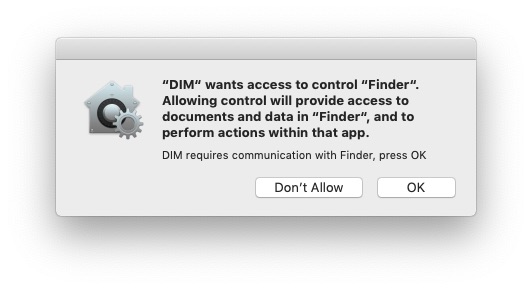 “DIM“ wants access to control “Finder“.
Allowing control will provide access to
documents and data in “Finder“, and to
perform actions within that app.
DIM requires communication with Finder, press OK
Don’t Allow
OK